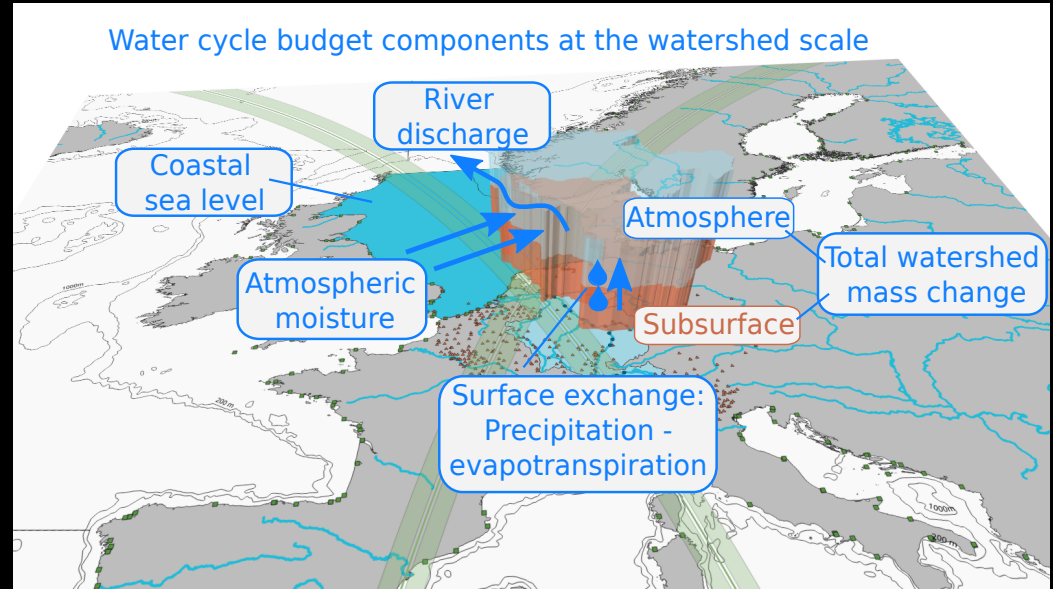 Water cycle budget components at the watershed scale
River
discharge
Coastal
sea level
Atmosphere
Total watershed
mass change
Atmospheric
moisture
1000m
Subsurface
Surface exchange:
Precipitation -
evapotranspiration
200 m
1000m
200 m